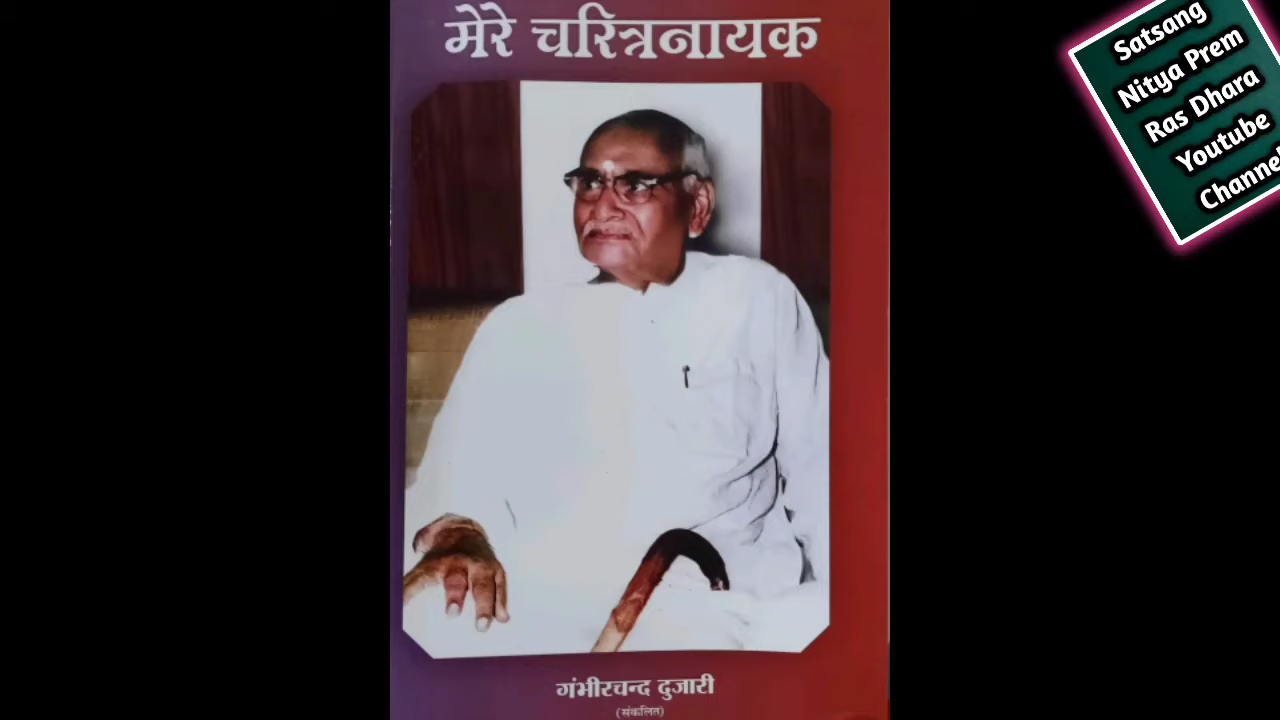 मेरे चरित्रनायक
गंभीरचन्द दुजारी
(संकलित)
Satsang
Nitya Prem
Ras Dhara
Youtube
Channel